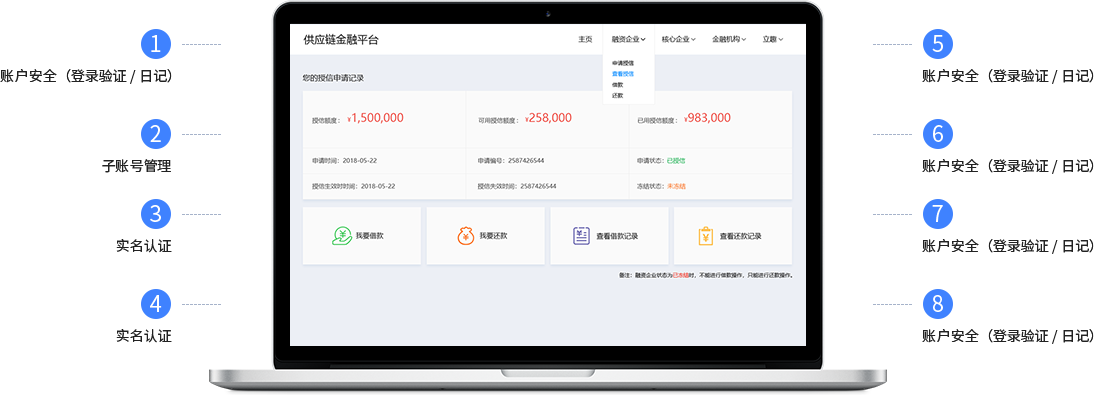 1
账户安全（登录验证 / 日记）
2
子账号管理
3
实名认证
4
实名认证
供应链金融平台
主页 融资企业 核心企业 金融机构 立趣
申请授信
查看授信
借款
还款
您的授信申请记录
授信额度： ¥1,500,000 可用授信额度： ¥258,000 已用授信额度： ¥983,000
申请时间：2018-05-22 申请编号：2587426544 申请状态：已授信
授信生效时时间：2018-05-22 授信失效时间：2587426544 冻结状态：未冻结
我要借款 我要还款 查看借款记录 查看还款记录
备注：融资企业状态为已冻结时，不能进行借款操作，只能进行还款操作。
5
账户安全（登录验证 / 日记）
6
账户安全（登录验证 / 日记）
7
账户安全（登录验证 / 日记）
8
账户安全（登录验证 / 日记）